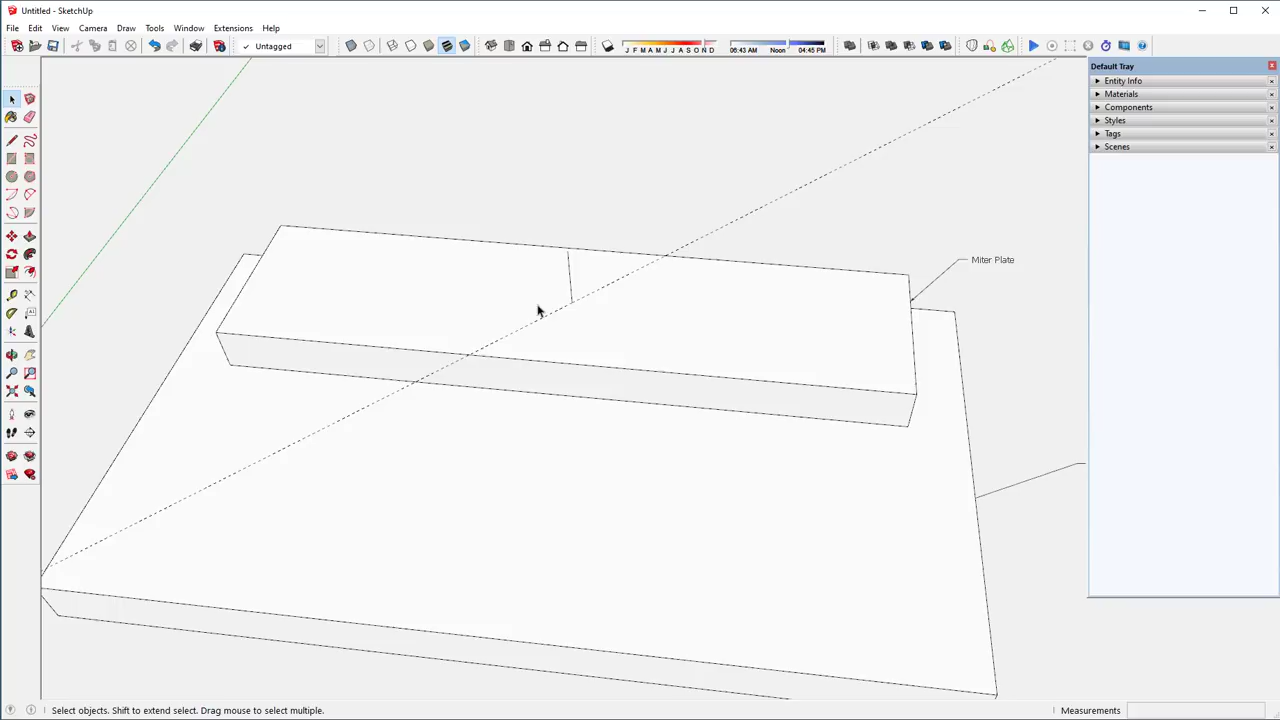 Untitled - SketchUp
File Edit View Camera Draw Tools Window Extensions Help
✓ Untagged
J F M A M J J A S O N D
06:43 AM Noon 04:45 PM
Default Tray
Entity Info
Materials
Components
Styles
Tags
Scenes
Miter Plate
Select objects. Shift to extend select. Drag mouse to select multiple.
Measurements